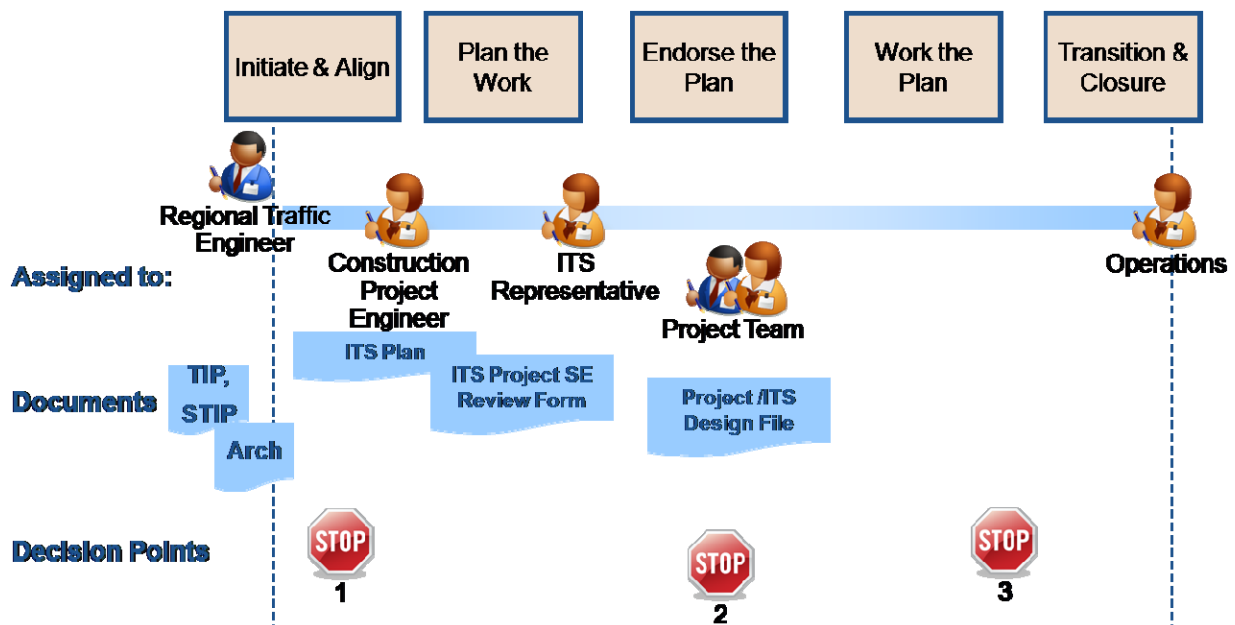 Initiate & Align
Plan the
Work
Endorse the
Plan
Work the
Plan
Transition &
Closure
Regional Traffic
Engineer
Construction
Project
Engineer
ITS
Representative
Project Team
Operations
Assigned to:
Documents
TIP,
STIP
Arch
ITS Plan
ITS Project SE
Review Form
Project /ITS
Design File
Decision Points
STOP
1
STOP
2
STOP
3